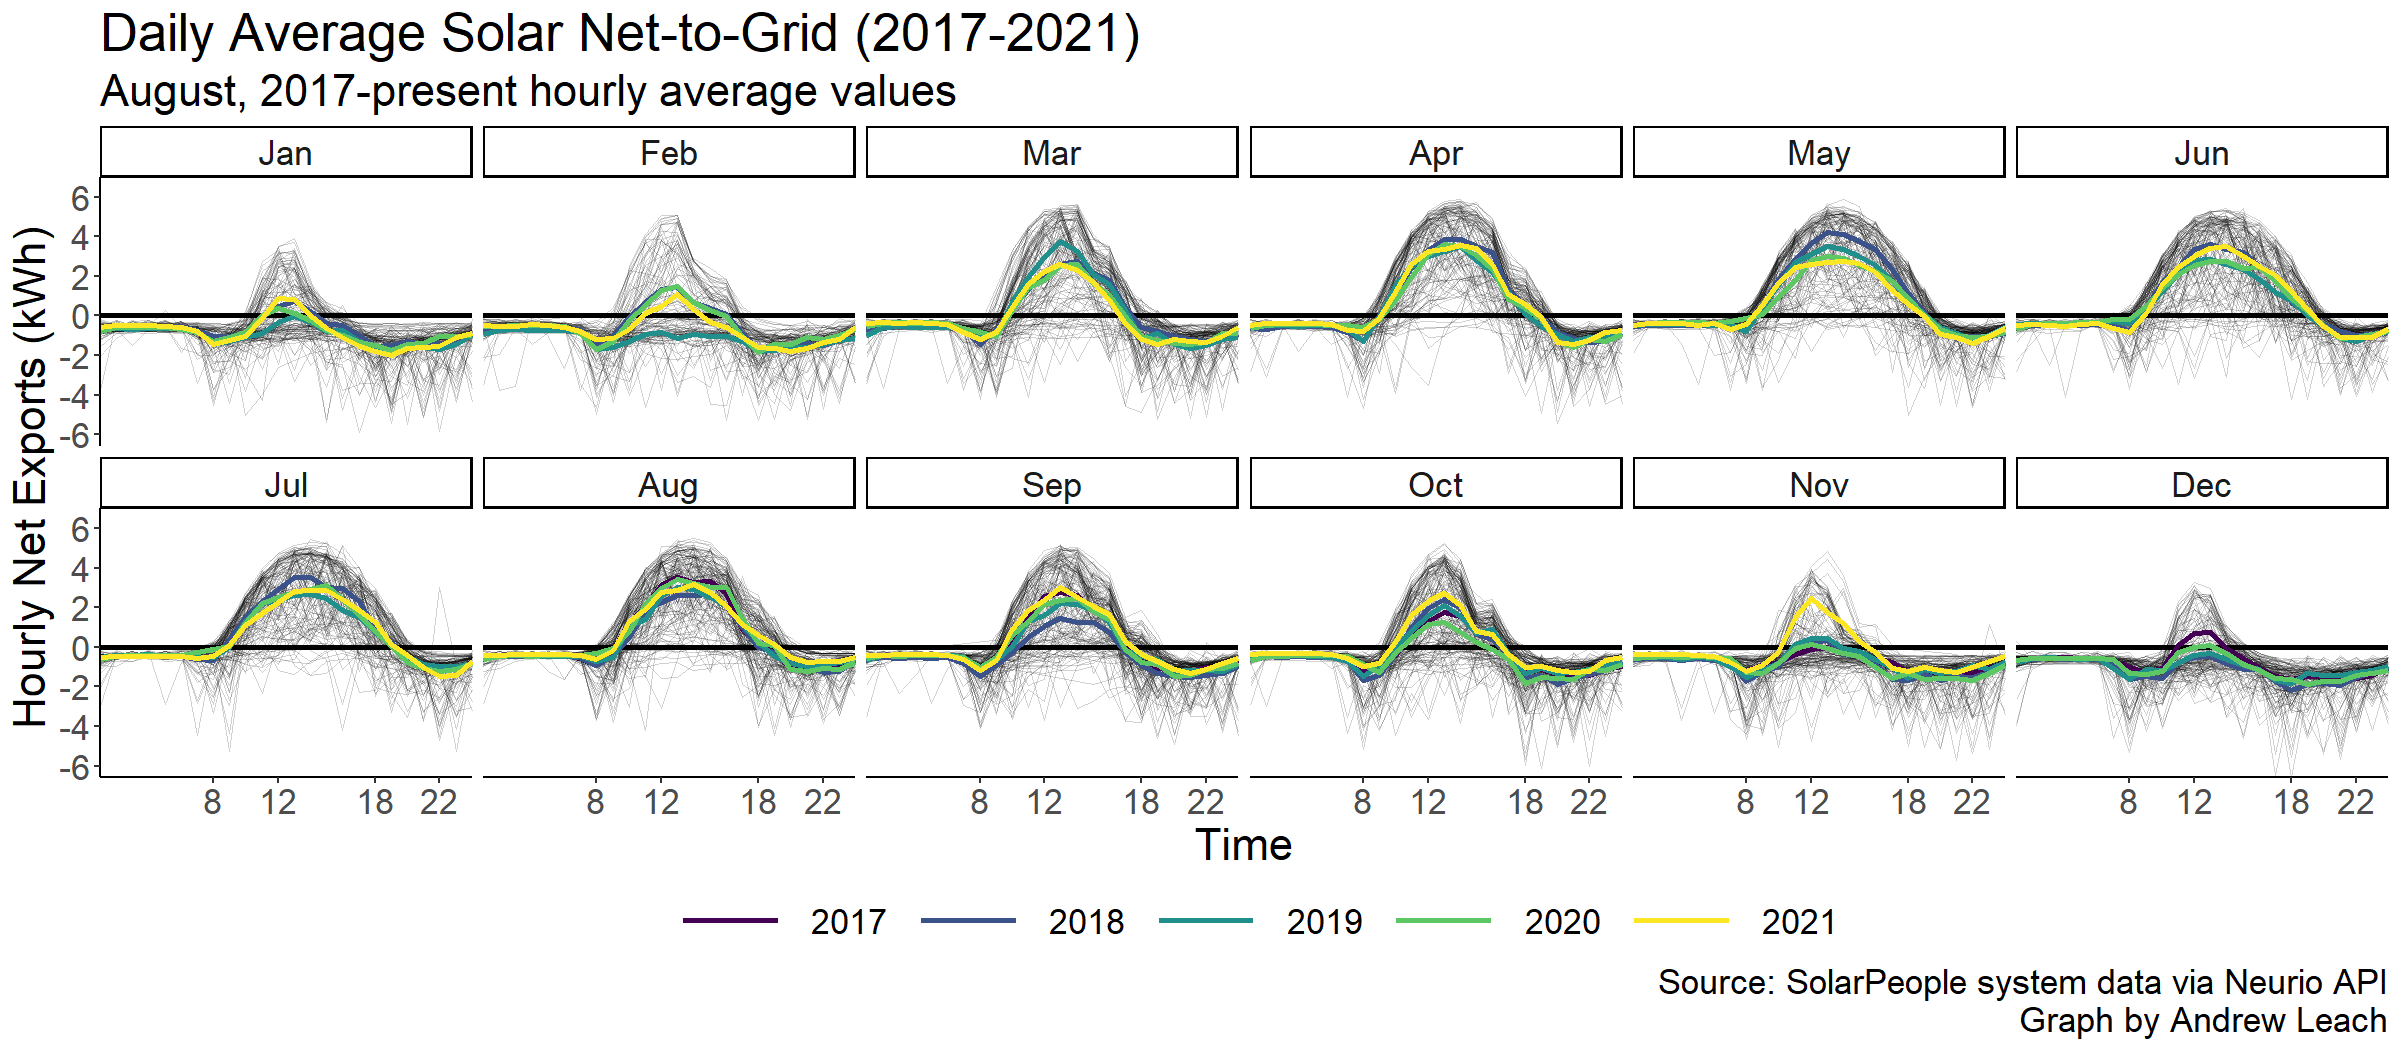 Daily Average Solar Net-to-Grid (2017-2021)
August, 2017-present hourly average values
Jan Feb Mar Apr May Jun
6
4
2
0
-2
-4
-6
Hourly Net Exports (kWh)
Jul Aug Sep Oct Nov Dec
6
4
2
0
-2
-4
-6
8 12 18 22 8 12 18 22 8 12 18 22 8 12 18 22 8 12 18 22 8 12 18 22
Time
2017 2018 2019 2020 2021
Source: SolarPeople system data via Neurio API
Graph by Andrew Leach